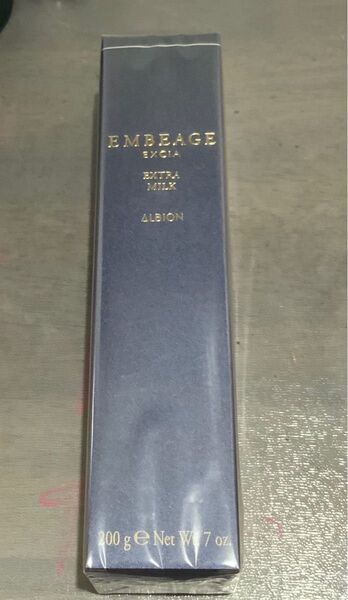 EMBEAGE
EXCIA
EXTRA
MILK
ALBION
200 g ℮ Net Wt. 7 oz.